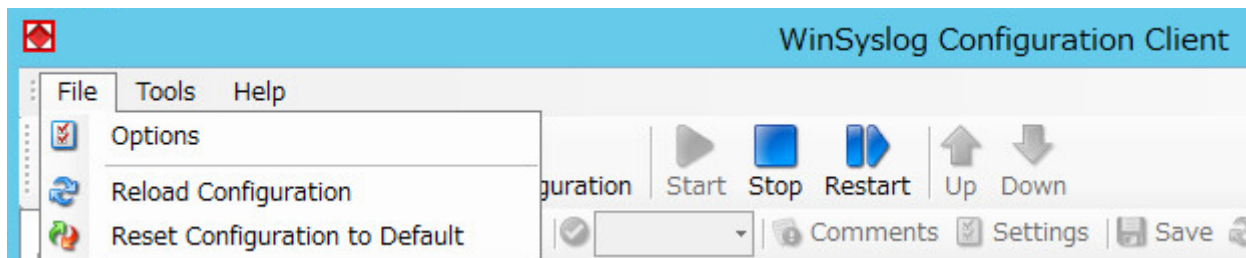 WinSyslog Configuration Client
File Tools Help
Options
Reload Configuration
guration Start Stop Restart Up Down
Reset Configuration to Default
Comments Settings Save